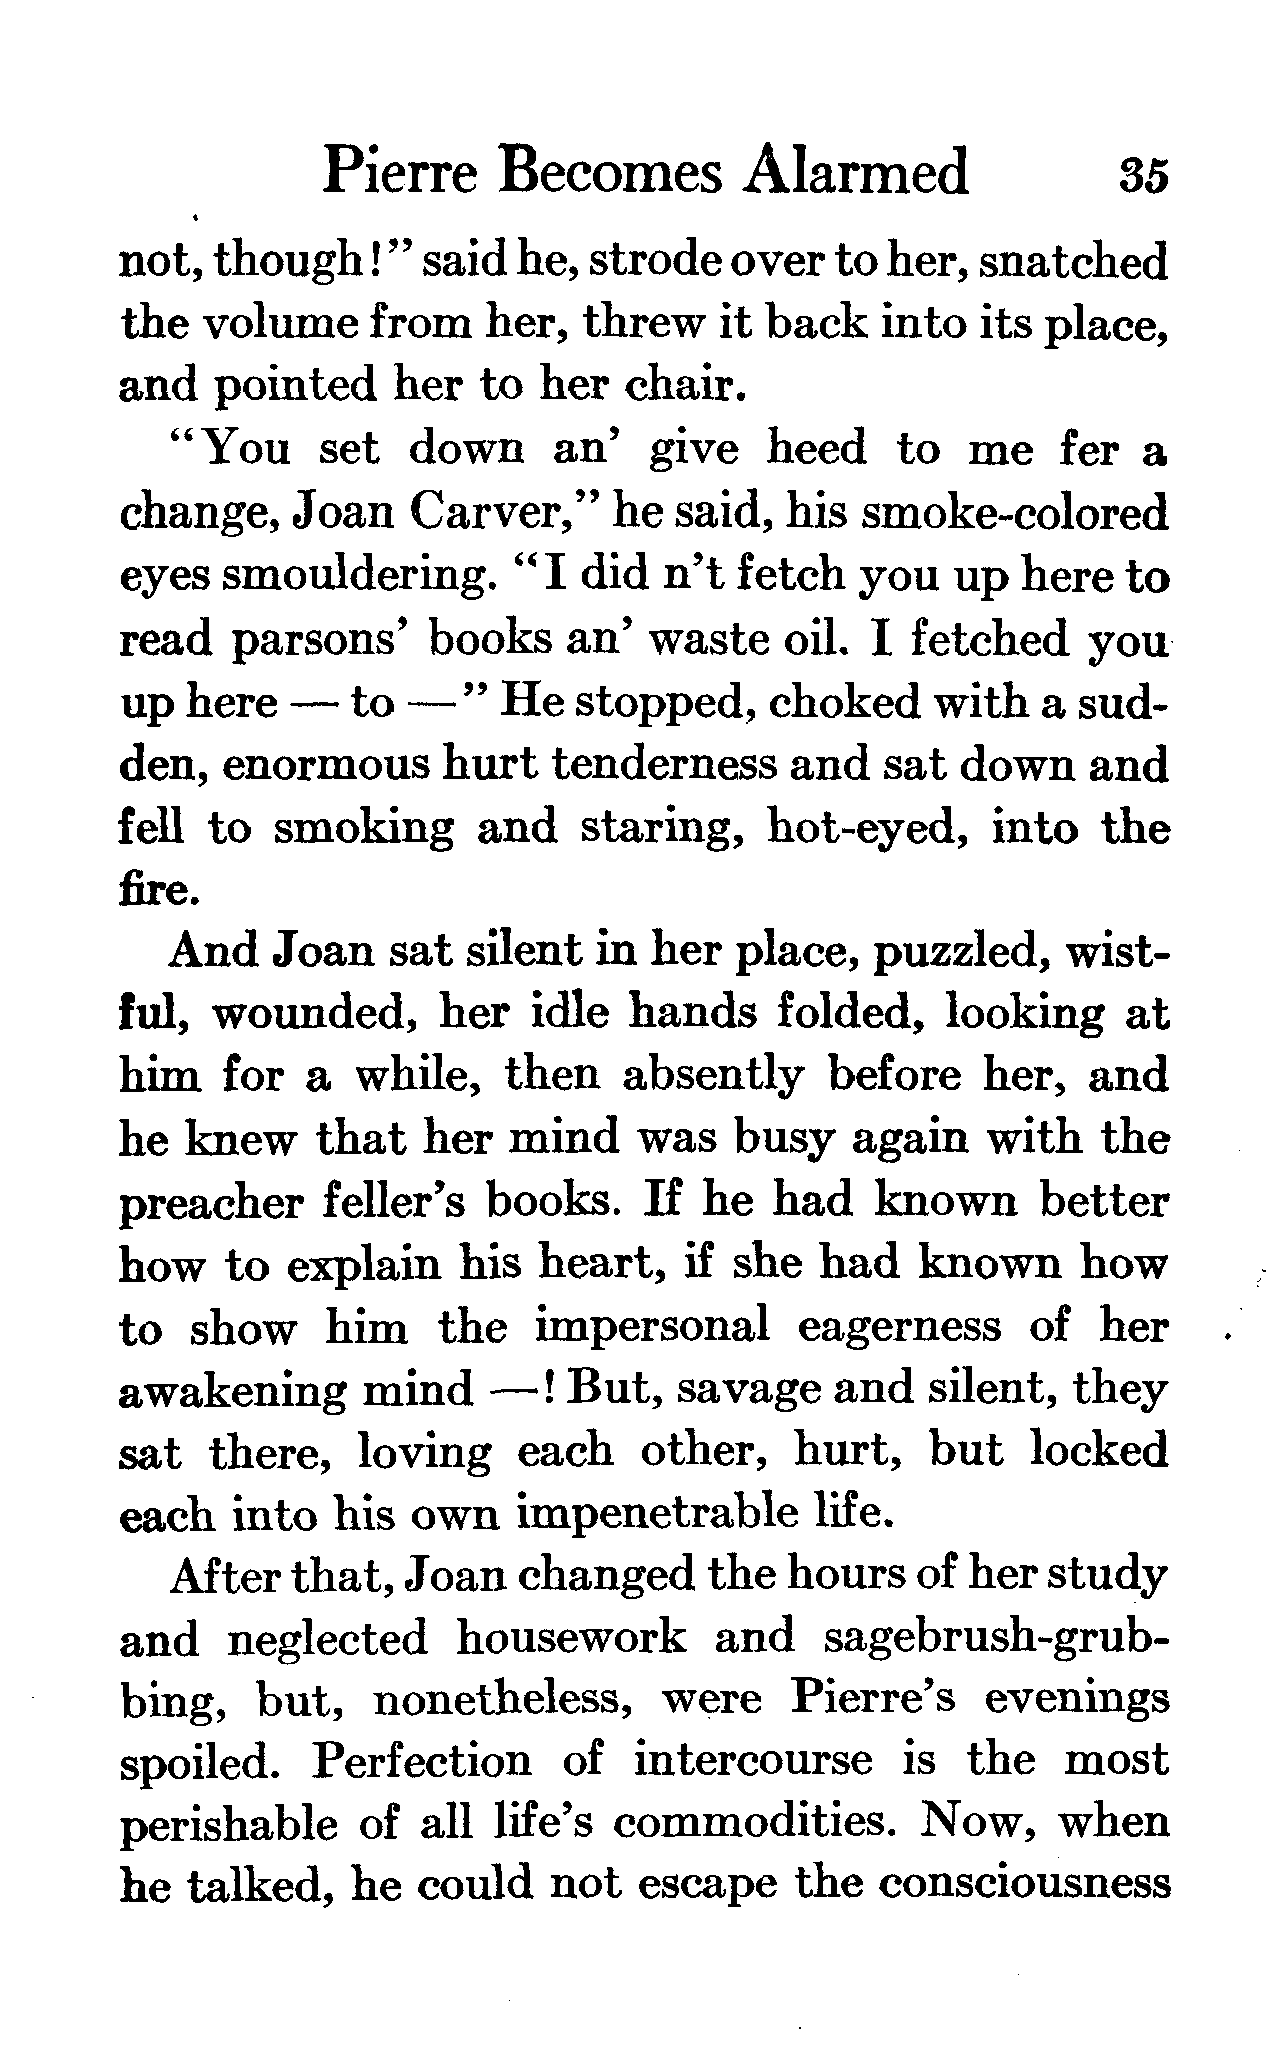 Pierre Becomes Alarmed 35
not, though!" said he, strode over to her, snatched
the volume from her, threw it back into its place,
and pointed her to her chair.
"You set down an' give heed to me fer a
change, Joan Carver," he said, his smoke-colored
eyes smouldering. "I did n't fetch you up here to
read parsons' books an' waste oil. I fetched you
up here — to —" He stopped, choked with a sud-
den, enormous hurt tenderness and sat down and
fell to smoking and staring, hot-eyed, into the
fire.
And Joan sat silent in her place, puzzled, wist-
ful, wounded, her idle hands folded, looking at
him for a while, then absently before her, and
he knew that her mind was busy again with the
preacher feller's books. If he had known better
how to explain his heart, if she had known how
to show him the impersonal eagerness of her
awakening mind —! But, savage and silent, they
sat there, loving each other, hurt, but locked
each into his own impenetrable life.
After that, Joan changed the hours of her study
and neglected housework and sagebrush-grub-
bing, but, nonetheless, were Pierre's evenings
spoiled. Perfection of intercourse is the most
perishable of all life's commodities. Now, when
he talked, he could not escape the consciousness